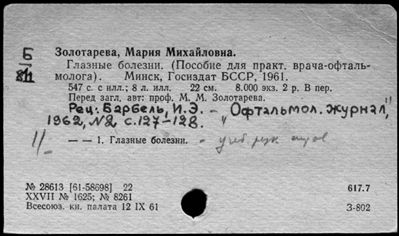 Б
Золотарева, Мария Михайловна.
Глазные болезни. (Пособие для практ. врача-офталь-
молога). Минск, Госиздат БССР, 1961.
547 с. с илл.; 8 л. илл. 22 см. 8.000 экз. 2 р. В пер.
Перед загл. авт: проф. М. М. Золотарева.
Рец: Барбель, И.Э. – "Офтальмол. журнал",
1962, №2, с.127-128.
— — 1. Глазные болезни. -
№ 28613 [61-58698] 22 617.7
XXVII № 1625; № 8261
Всесоюз. кн. палата 12 IX 61 З-802